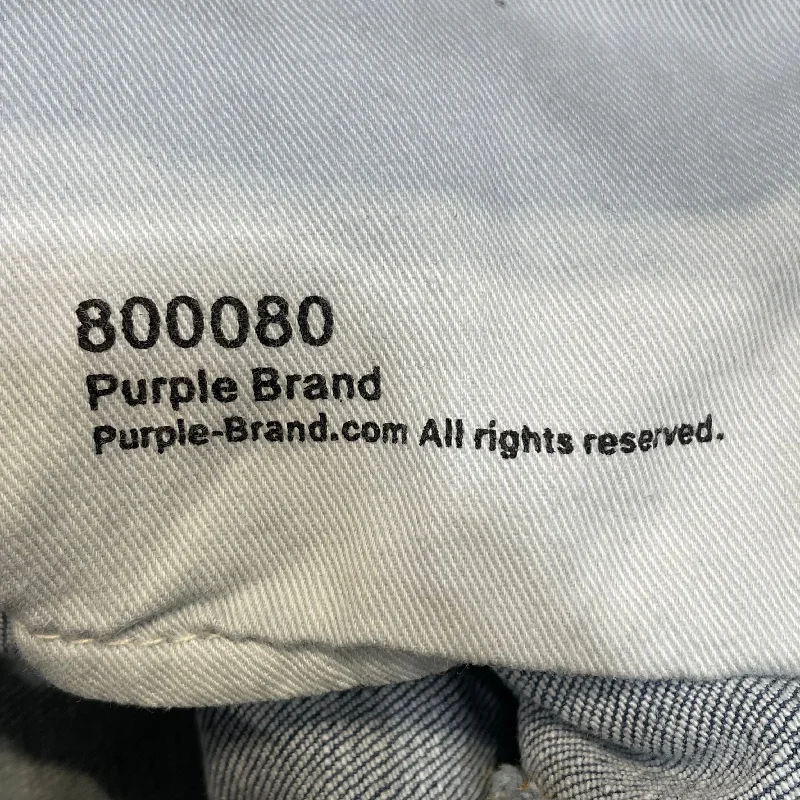 800080
Purple Brand
Purple-Brand.com All rights reserved.